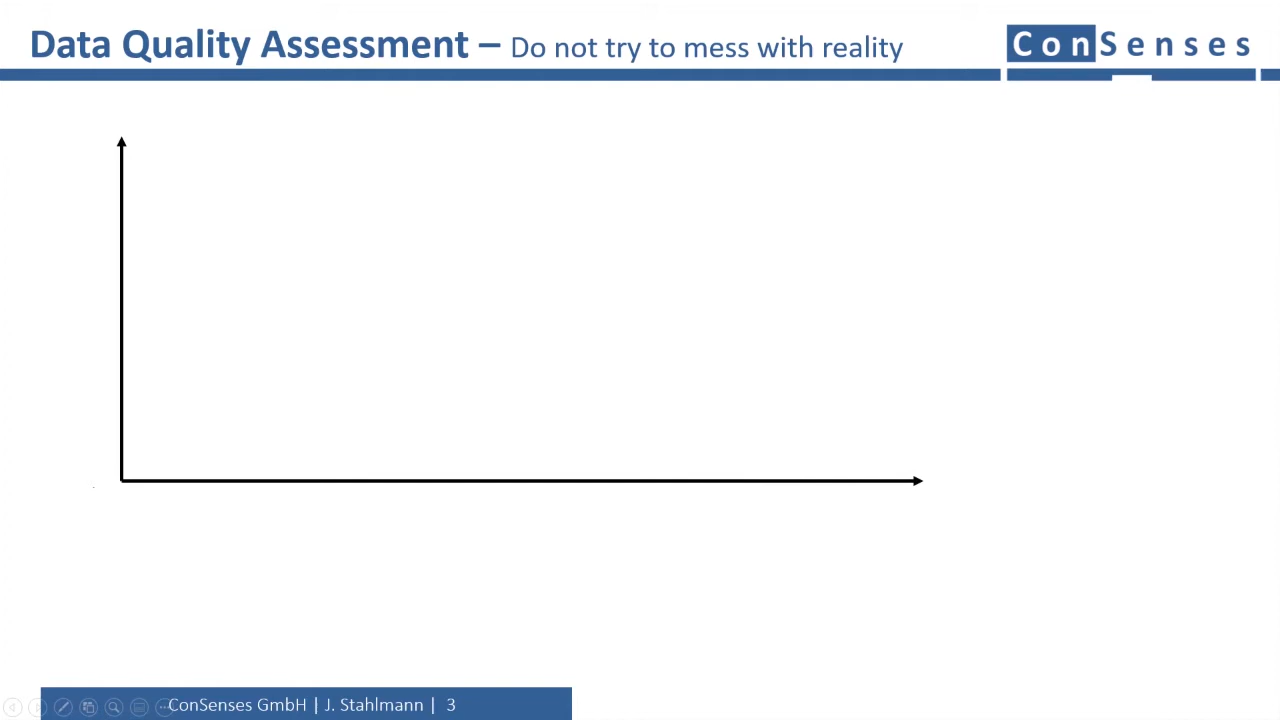 Data Quality Assessment – Do not try to mess with reality
ConSenses
ConSenses GmbH | J. Stahlmann | 3